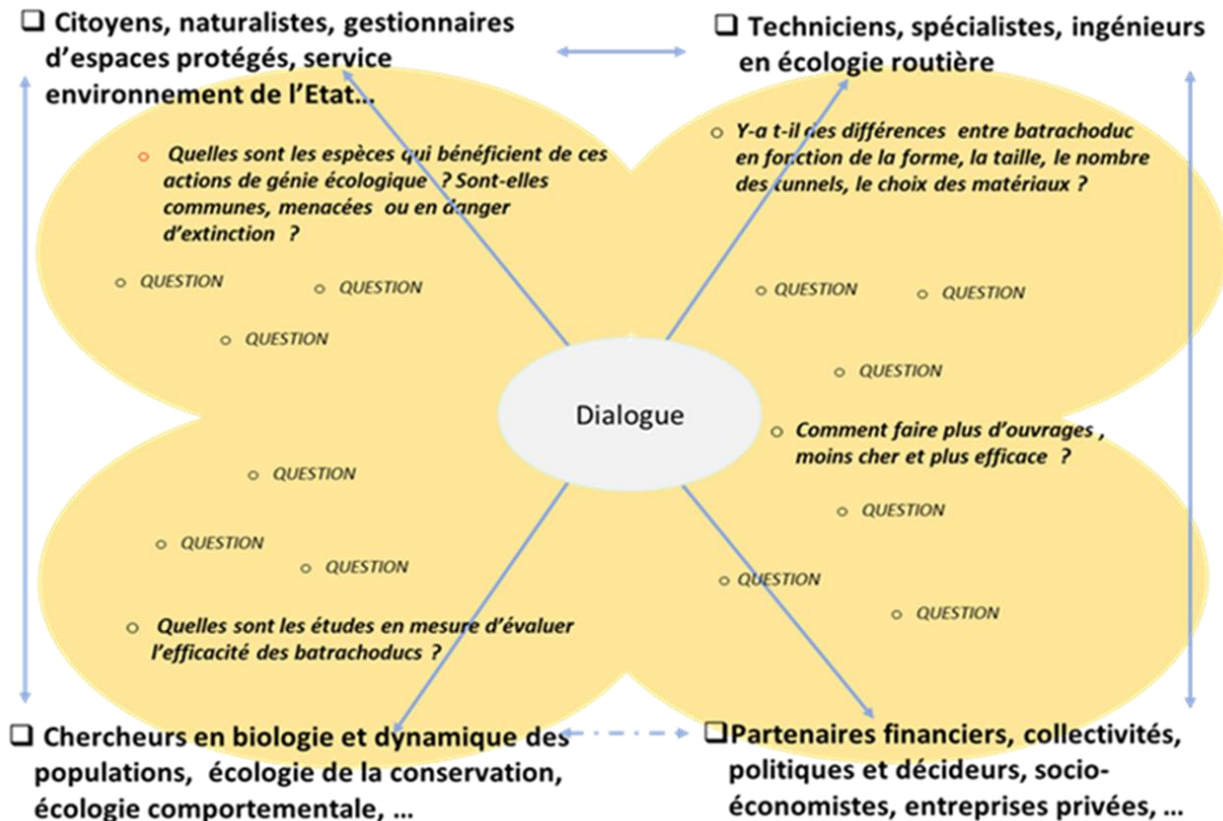 ❑ Citoyens, naturalistes, gestionnaires
d'espaces protégés, service
environnement de l'Etat...
o Quelles sont les espèces qui bénéficient de ces
actions de génie écologique ? Sont-elles
communes, menacées ou en danger
d'extinction ?
o QUESTION
o QUESTION
o QUESTION
❑ Techniciens, spécialistes, ingénieurs
en écologie routière
o Y-a t-il des différences entre batrachoduc
en fonction de la forme, la taille, le nombre
des tunnels, le choix des matériaux ?
o QUESTION
o QUESTION
o QUESTION
Dialogue
o QUESTION
o QUESTION
o QUESTION
o Quelles sont les études en mesure d'évaluer
l'efficacité des batrachoducs ?
❑ Chercheurs en biologie et dynamique des
populations, écologie de la conservation,
écologie comportementale, ...
o Comment faire plus d'ouvrages ,
moins cher et plus efficace ?
o QUESTION
o QUESTION
o QUESTION
❑Partenaires financiers, collectivités,
politiques et décideurs, socio-
économistes, entreprises privées, ...